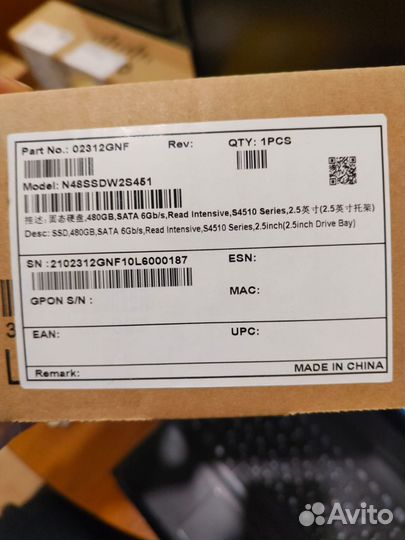 Part No.: 02312GNF Rev: QTY: 1PCS
Model: N48SSDW2S451
描述: 固态硬盘,480GB,SATA 6Gb/s,Read Intensive,S4510 Series,2.5英寸(2.5英寸托架)
Desc: SSD,480GB,SATA 6Gb/s,Read Intensive,S4510 Series,2.5inch(2.5inch Drive Bay)
SN :2102312GNF10L6000187 ESN:
MAC:
GPON S/N :
EAN: UPC:
Remark: MADE IN CHINA
3
Avito